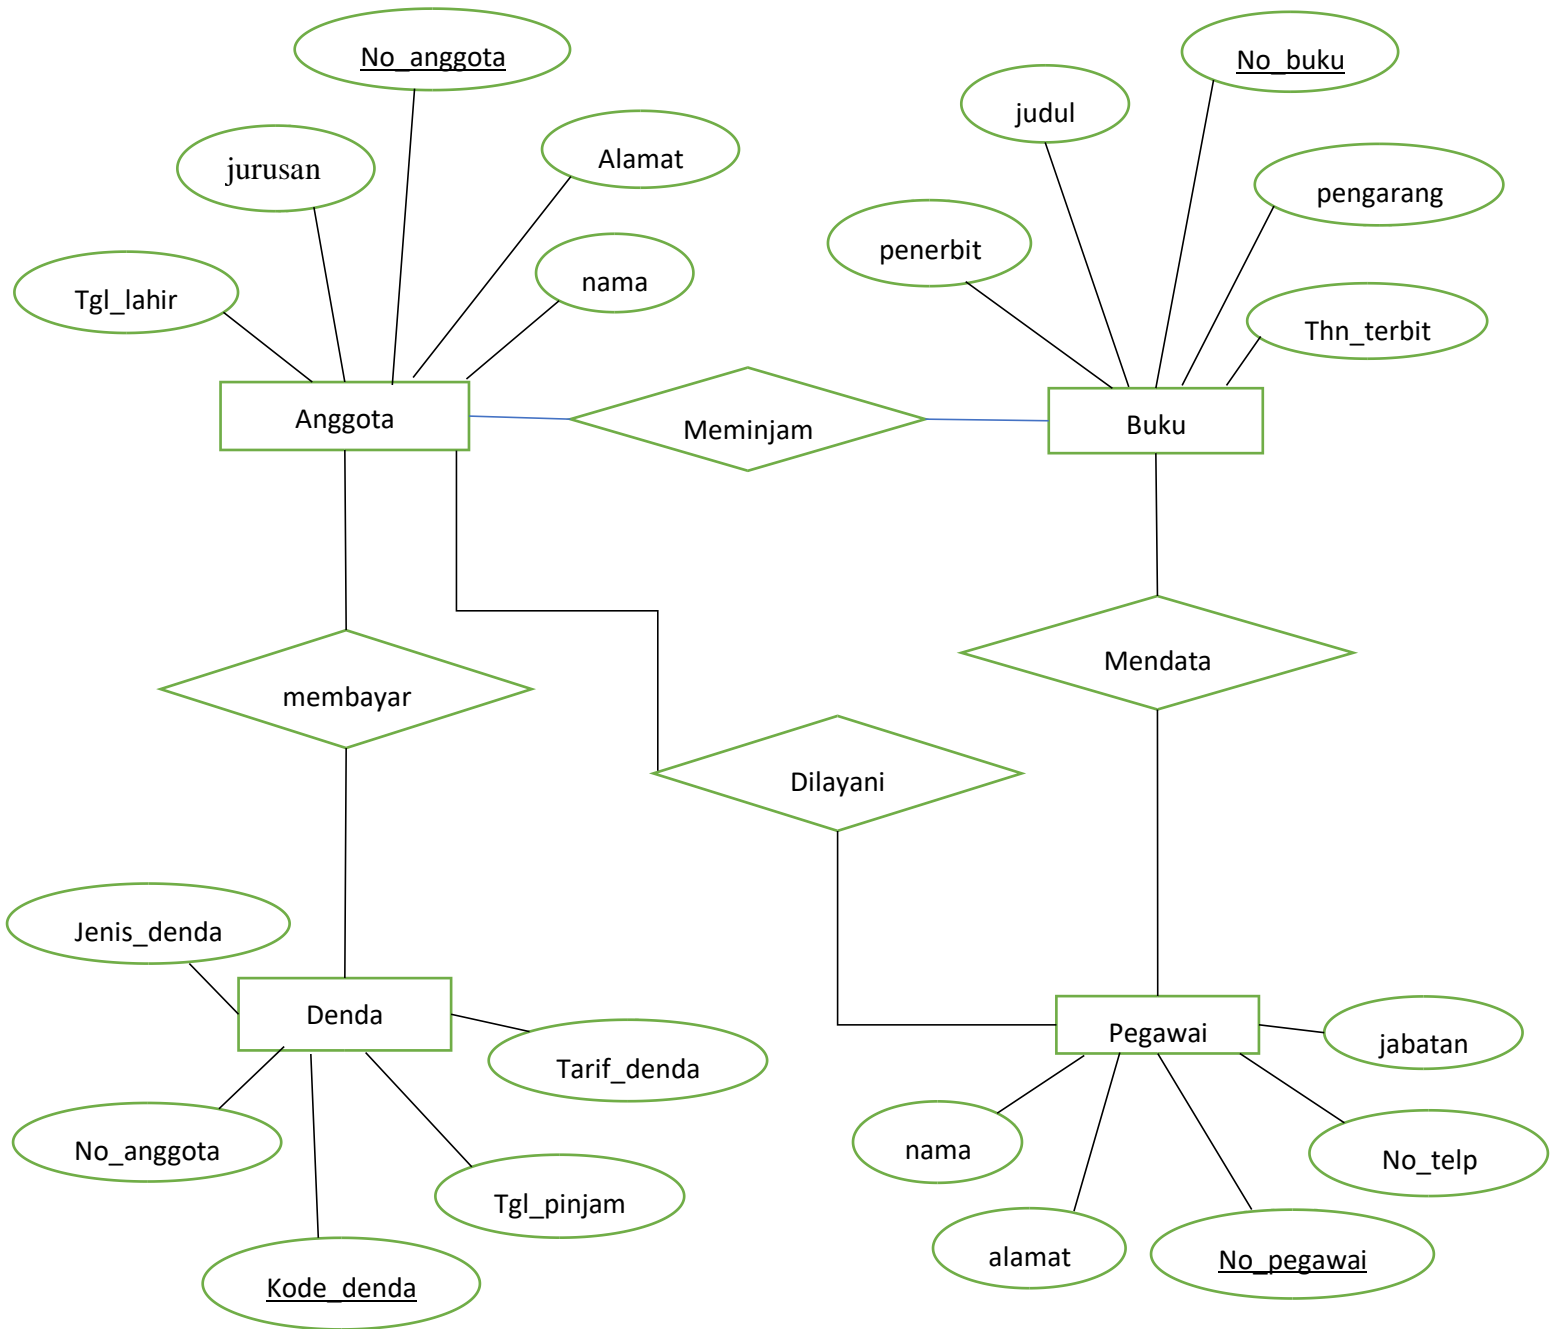 No_anggota
No_buku
judul
Alamat
jurusan
pengarang
penerbit
nama
Tgl_lahir
Thn_terbit
Anggota
Meminjam
Buku
Mendata
membayar
Dilayani
Jenis_denda
Denda
Pegawai
jabatan
Tarif_denda
No_anggota
nama
No_telp
Tgl_pinjam
alamat
No_pegawai
Kode_denda